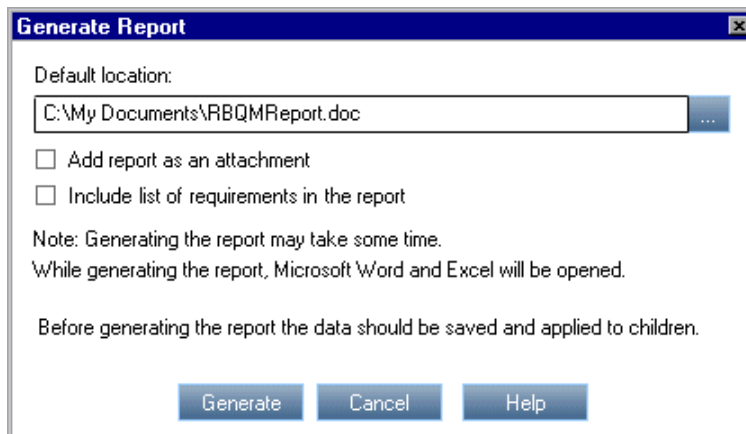 Generate Report
Default location:
C:\My Documents\RBQMReport.doc
...
Add report as an attachment
Include list of requirements in the report
Note: Generating the report may take some time.
While generating the report, Microsoft Word and Excel will be opened.
Before generating the report the data should be saved and applied to children.
Generate Cancel Help